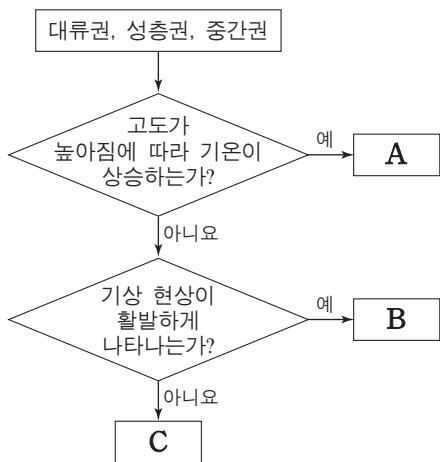 대류권, 성층권, 중간권
고도가
높아짐에 따라 기온이
상승하는가?
예
A
아니요
기상 현상이
활발하게
나타나는가?
예
B
아니요
C